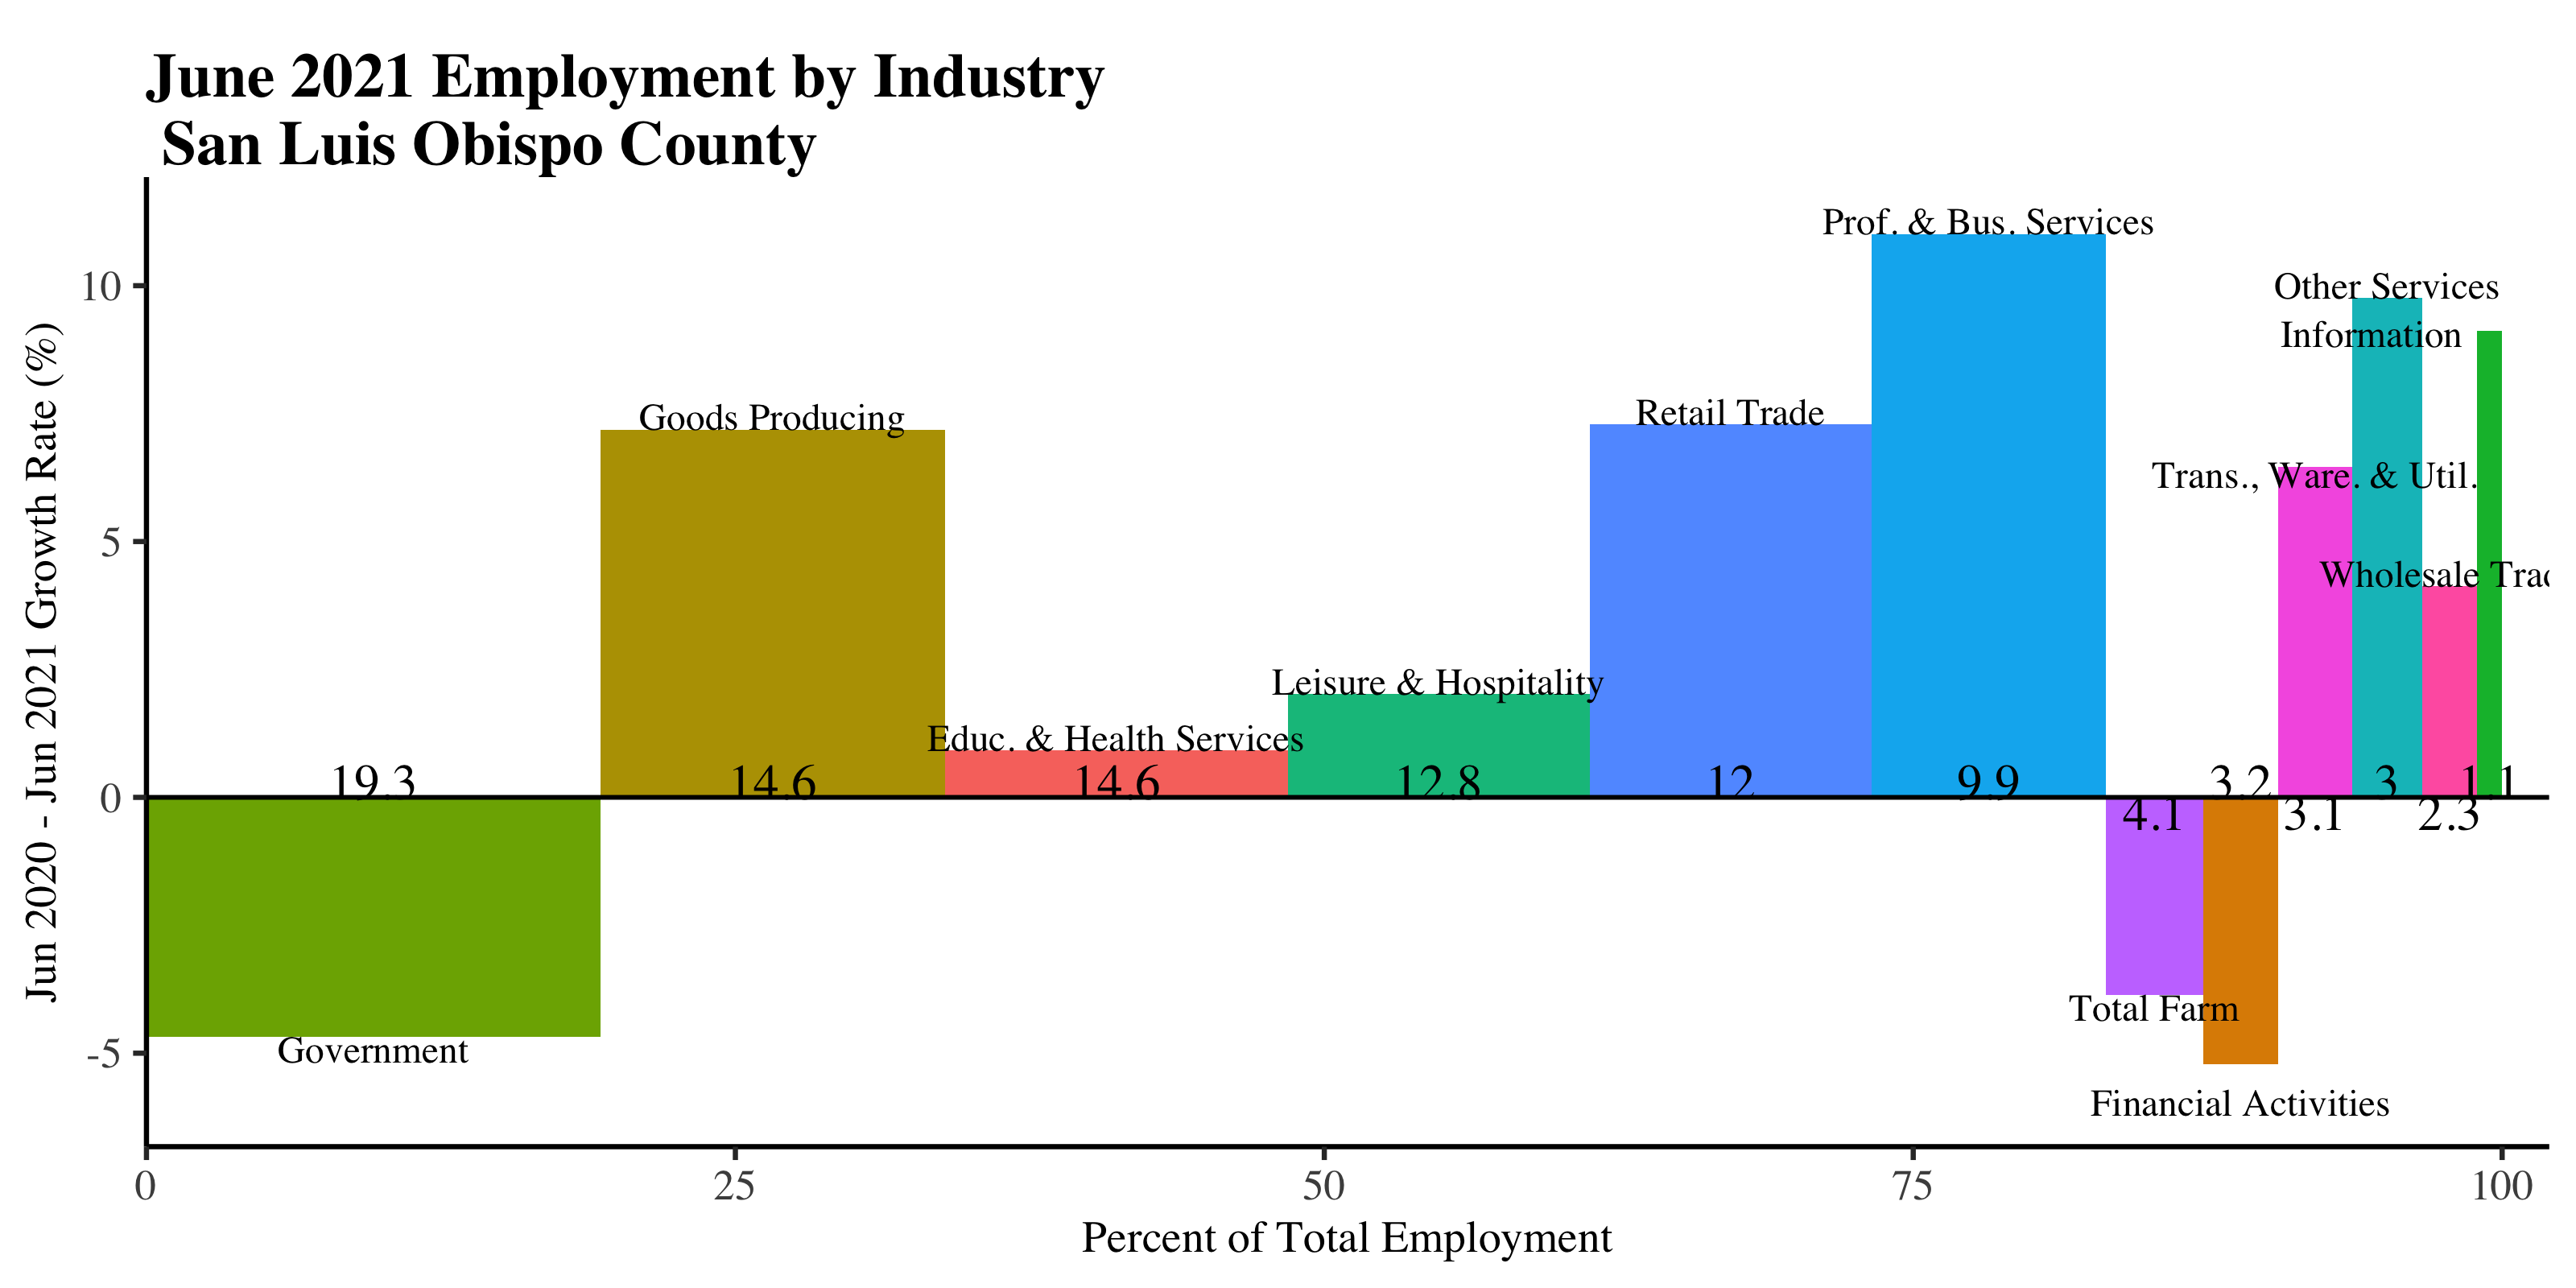 June 2021 Employment by Industry
San Luis Obispo County
Prof. & Bus. Services
Other Services
Information
Goods Producing
Retail Trade
Trans., Ware. & Util.
Wholesale Trad
Leisure & Hospitality
Educ. & Health Services
19.3
14.6
14.6
12.8
12
9.9
4.1
3.2
3.1
3
2.3
1.1
Total Farm
Government
Financial Activities
10
5
0
-5
Jun 2020 - Jun 2021 Growth Rate (%)
0
25
50
75
100
Percent of Total Employment